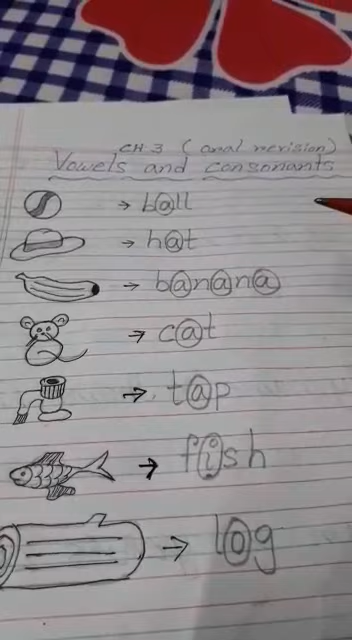 CH 3 (oral revision)
Vowels and consonants
→ ball
→ hat
→ banana
→ cat
→ tap
→ fish
→ log